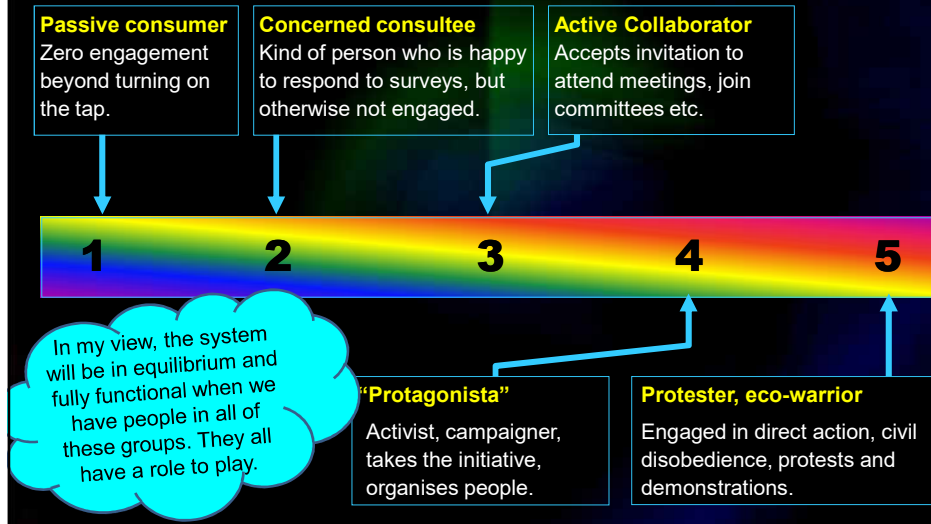 Passive consumer
Zero engagement
beyond turning on
the tap.
Concerned consultee
Kind of person who is happy
to respond to surveys, but
otherwise not engaged.
Active Collaborator
Accepts invitation to
attend meetings, join
committees etc.
1
2
3
4
5
In my view, the system
will be in equilibrium and
fully functional when we
have people in all of
these groups. They all
have a role to play.
“Protagonista”
Activist, campaigner,
takes the initiative,
organises people.
Protester, eco-warrior
Engaged in direct action, civil
disobedience, protests and
demonstrations.